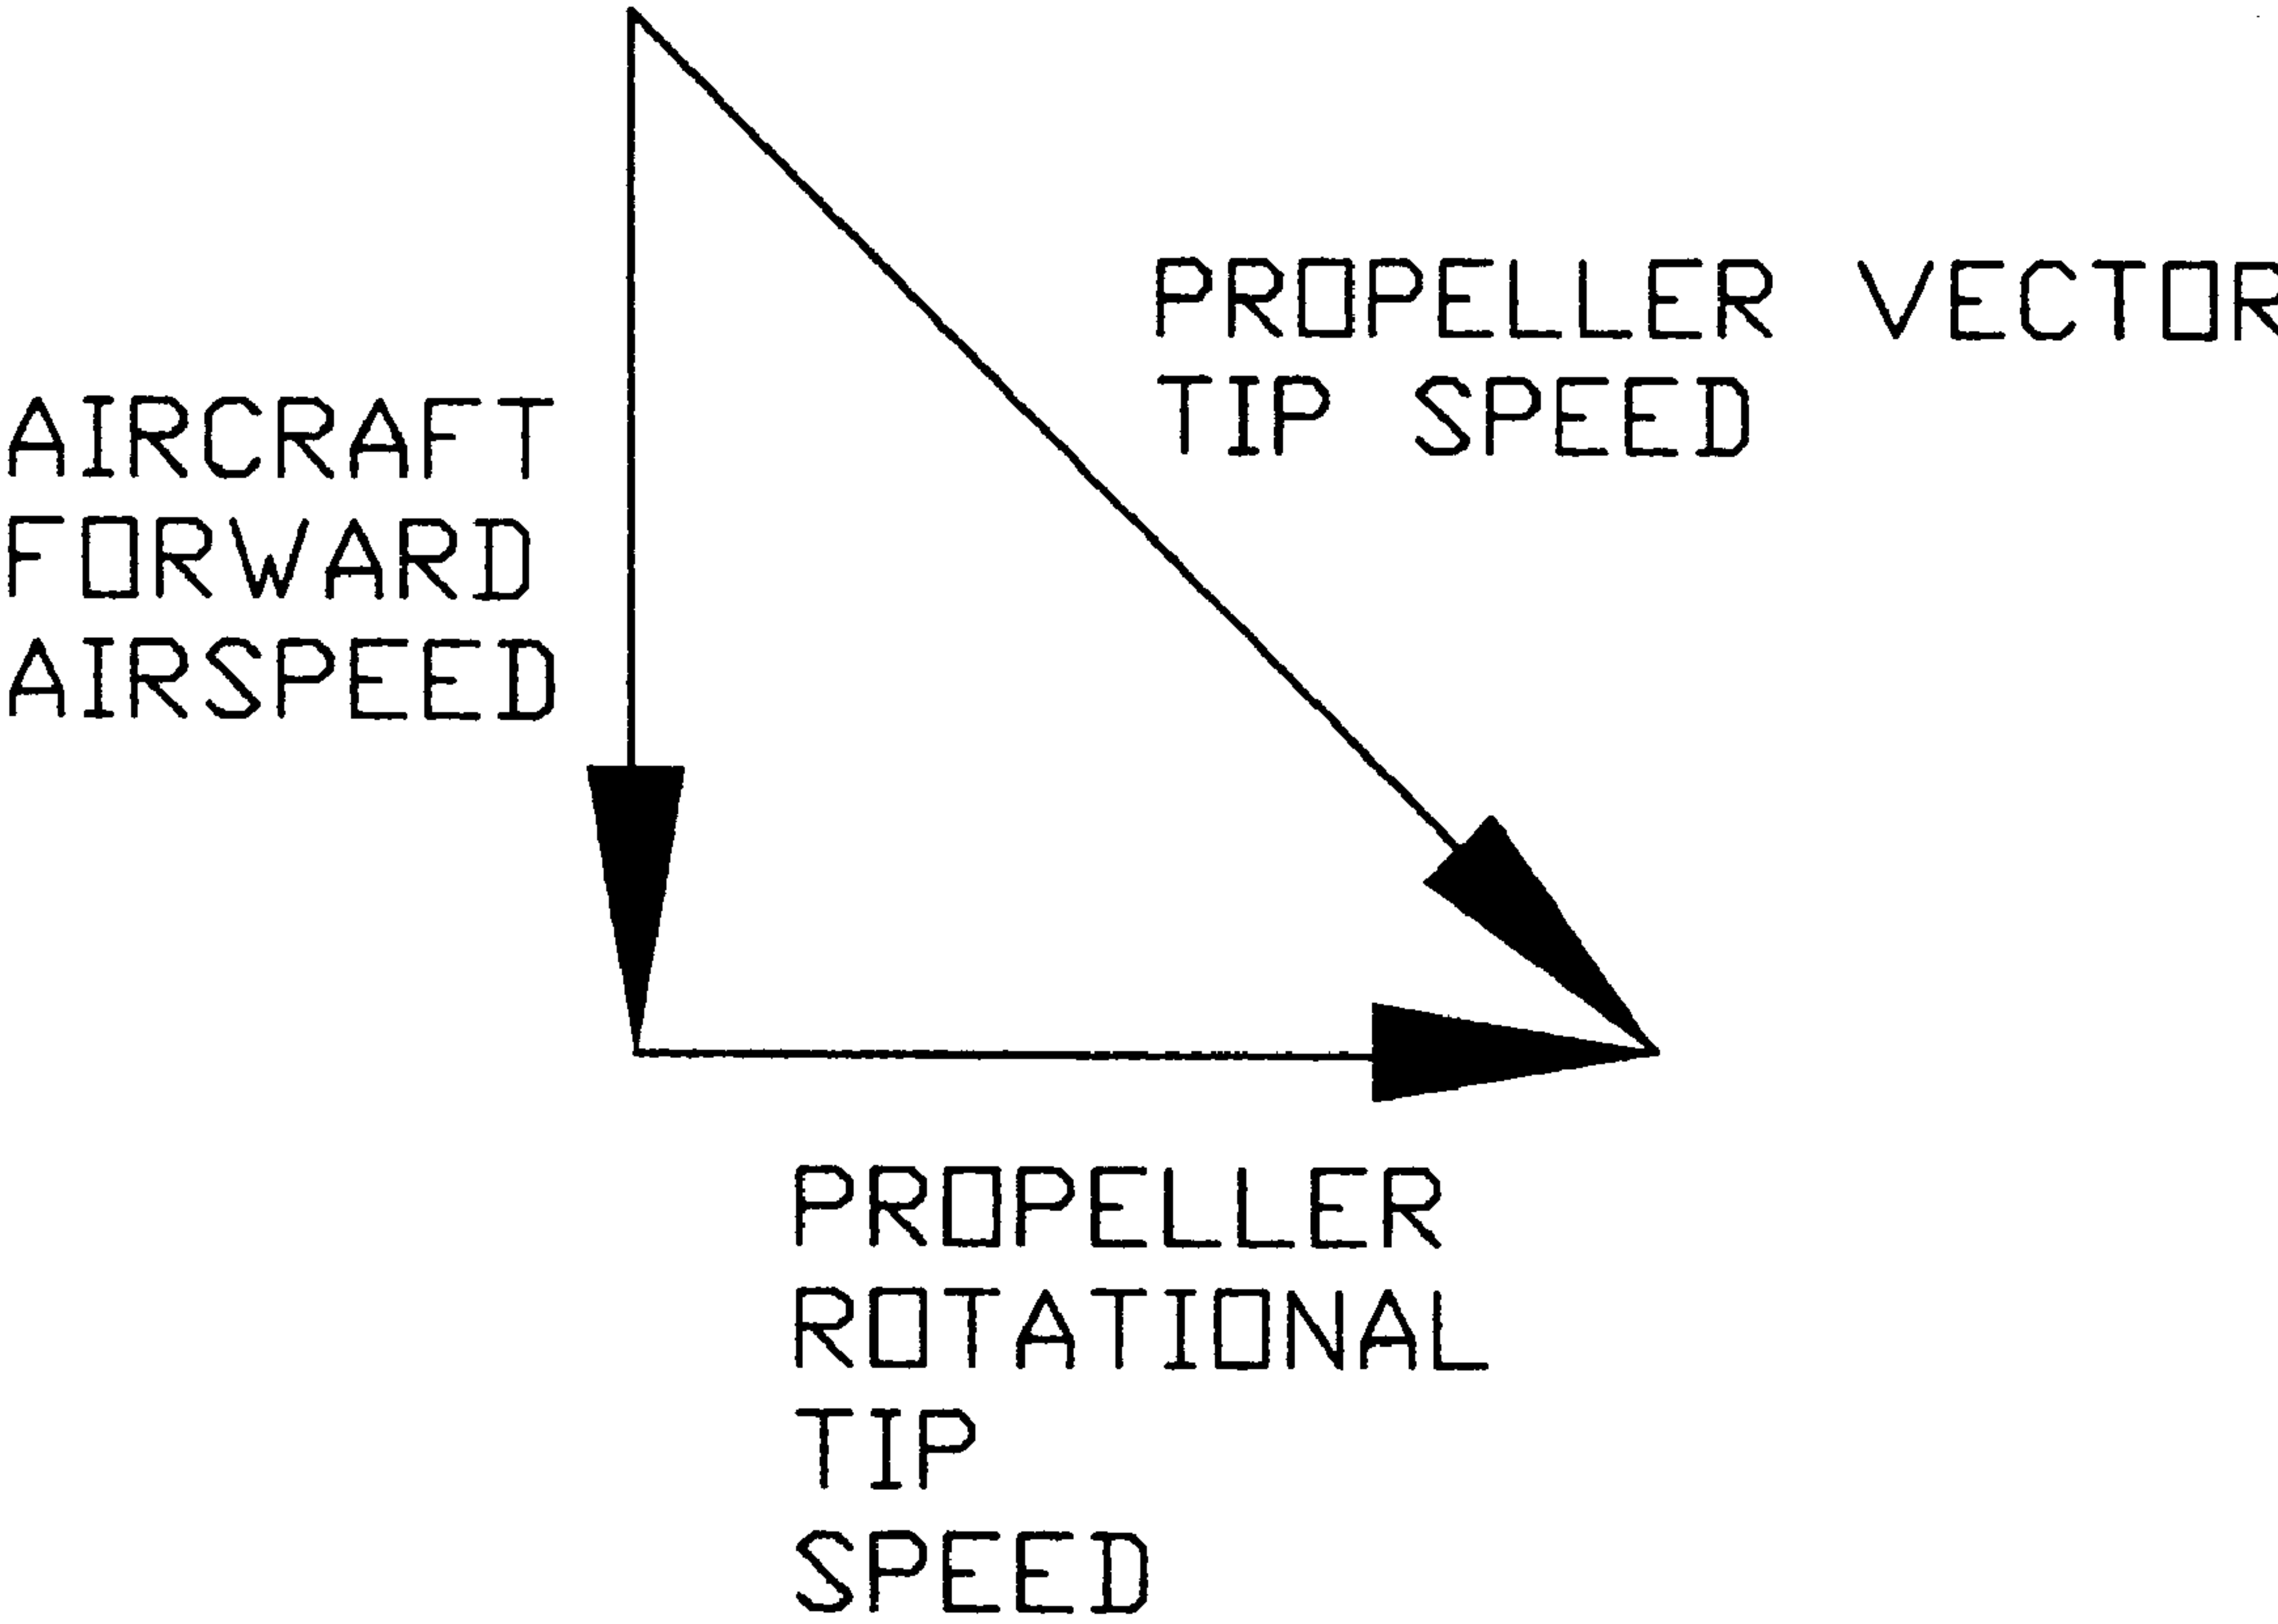 PROPELLER VECTOR
TIP SPEED
AIRCRAFT
FORWARD
AIRSPEED
PROPELLER
ROTATIONAL
TIP
SPEED